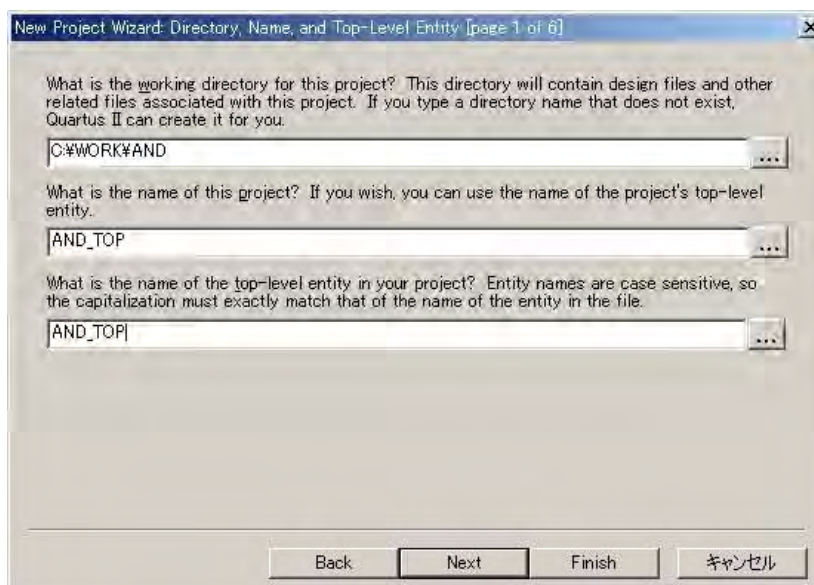 New Project Wizard: Directory, Name, and Top-Level Entity [page 1 of 6]
What is the working directory for this project? This directory will contain design files and other
related files associated with this project. If you type a directory name that does not exist,
Quartus II can create it for you.
C:¥WORK¥AND
...
What is the name of this project? If you wish, you can use the name of the project's top-level
entity.
AND_TOP
...
What is the name of the top-level entity in your project? Entity names are case sensitive, so
the capitalization must exactly match that of the name of the entity in the file.
AND_TOP
...
Back Next Finish キャンセル